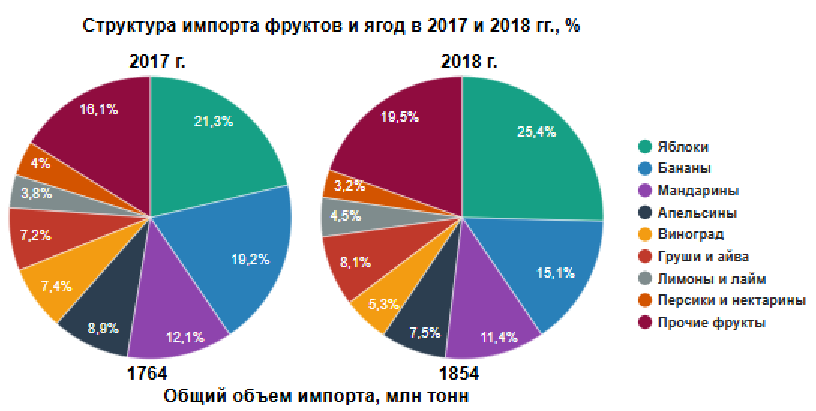 Структура импорта фруктов и ягод в 2017 и 2018 гг., %
2017 г.
2018 г.
21,3%
19,2%
12,1%
8,9%
7,4%
7,2%
3,8%
4%
16,1%
25,4%
15,1%
11,4%
7,5%
5,3%
8,1%
4,5%
3,2%
19,5%
Яблоки
Бананы
Мандарины
Апельсины
Виноград
Груши и айва
Лимоны и лайм
Персики и нектарины
Прочие фрукты
1764
1854
Общий объем импорта, млн тонн